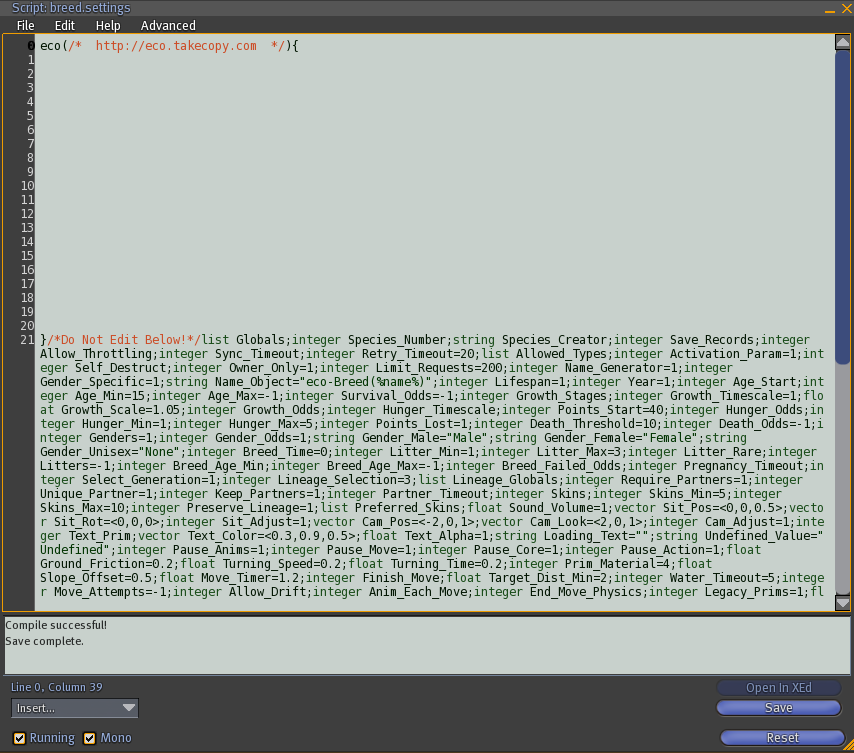 Script: breed.settings
File Edit Help Advanced
0 eco(/*  http://eco.takecopy.com  */){
1
2
3
4
5
6
7
8
9
10
11
12
13
14
15
16
17
18
19
20
21 }/*Do Not Edit Below!*/list Globals;integer Species_Number;string Species_Creator;integer Save_Records;integer
Allow_Throttling;integer Sync_Timeout;integer Retry_Timeout=20;list Allowed_Types;integer Activation_Param=1;int
eger Self_Destruct;integer Owner_Only=1;integer Limit_Requests=200;integer Name_Generator=1;integer
Gender_Specific=1;string Name_Object="eco-Breed(%name%)";integer Lifespan=1;integer Year=1;integer Age_Start;int
eger Age_Min=15;integer Age_Max=-1;integer Survival_Odds=-1;integer Growth_Stages;integer Growth_Timescale=1;flo
at Growth_Scale=1.05;integer Growth_Odds;integer Hunger_Timescale;integer Points_Start=40;integer Hunger_Odds;in
teger Hunger_Min=1;integer Hunger_Max=5;integer Points_Lost=1;integer Death_Threshold=10;integer Death_Odds=-1;i
nteger Genders=1;integer Gender_Odds=1;string Gender_Male="Male";string Gender_Female="Female";string
Gender_Unisex="None";integer Breed_Time=0;integer Litter_Min=1;integer Litter_Max=3;integer Litter_Rare;integer
Litters=-1;integer Breed_Age_Min;integer Breed_Age_Max=-1;integer Breed_Failed_Odds;integer Pregnancy_Timeout;in
teger Select_Generation=1;integer Lineage_Selection=3;list Lineage_Globals;integer Require_Partners=1;integer
Unique_Partner=1;integer Keep_Partners=1;integer Partner_Timeout;integer Skins;integer Skins_Min=5;integer
Skins_Max=10;integer Preserve_Lineage=1;list Preferred_Skins;float Sound_Volume=1;vector Sit_Pos=<0,0,0.5>;vecto
r Sit_Rot=<0,0,0>;integer Sit_Adjust=1;vector Cam_Pos=<-2,0,1>;vector Cam_Look=<2,0,1>;integer Cam_Adjust=1;inte
ger Text_Prim;vector Text_Color=<0.3,0.9,0.5>;float Text_Alpha=1;string Loading_Text="";string Undefined_Value="
Undefined";integer Pause_Anims=1;integer Pause_Move=1;integer Pause_Core=1;integer Pause_Action=1;float
Ground_Friction=0.2;float Turning_Speed=0.2;float Turning_Time=0.2;integer Prim_Material=4;float
Slope_Offset=0.5;float Move_Timer=1.2;integer Finish_Move;float Target_Dist_Min=2;integer Water_Timeout=5;intege
r Move_Attempts=-1;integer Allow_Drift;integer Anim_Each_Move;integer End_Move_Physics;integer Legacy_Prims=1;fl
Compile successful!
Save complete.
Line 0, Column 39
Open In XEd
Insert...
Save
Running Mono
Reset